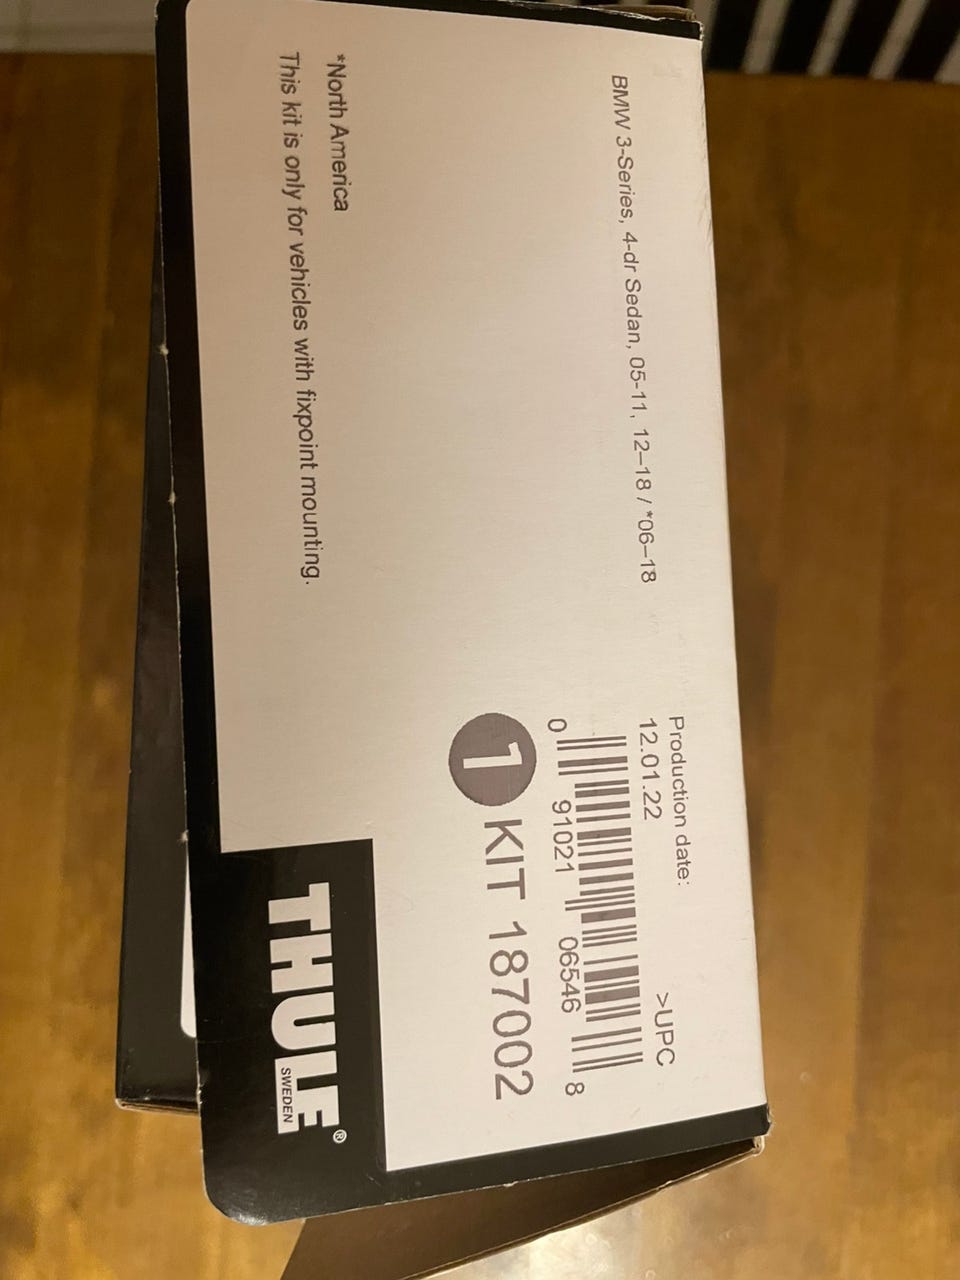 BMW 3-Series, 4-dr Sedan, 05-11, 12–18 / *06–18
Production date:
12.01.22
>UPC
0 91021 06546 8
1 KIT 187002
*North America
This kit is only for vehicles with fixpoint mounting.
THULE®
SWEDEN